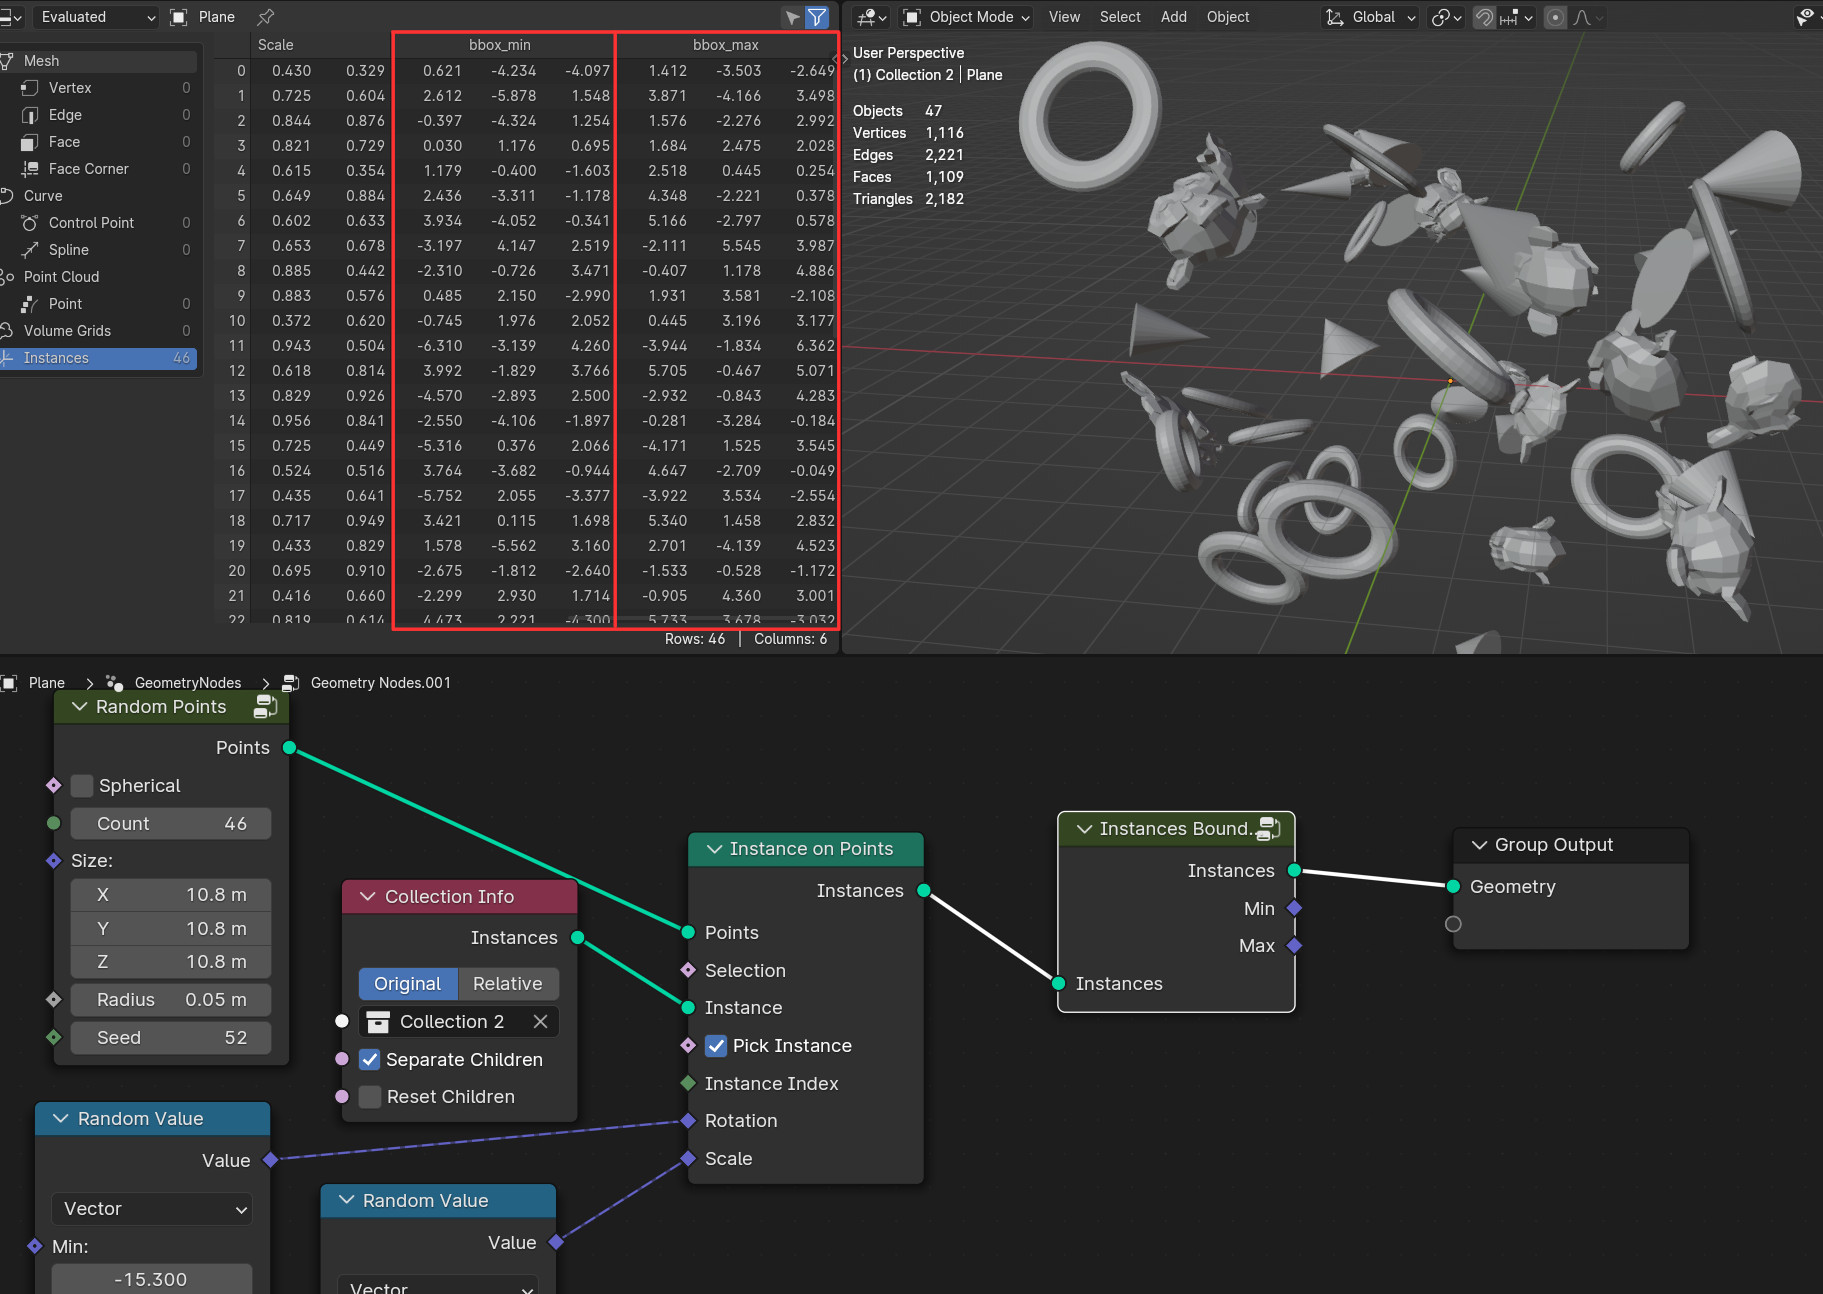 Evaluated Plane
Object Mode View Select Add Object Global
Mesh
Vertex 0
Edge 0
Face 0
Face Corner 0
Curve
Control Point 0
Spline 0
Point Cloud
Point 0
Volume Grids 0
Instances 46
Scale bbox_min bbox_max
0 0.430 0.329 0.621 -4.234 -4.097 1.412 -3.503 -2.649
1 0.725 0.604 2.612 -5.878 1.548 3.871 -4.166 3.498
2 0.844 0.876 -0.397 -4.324 1.254 1.576 -2.276 2.992
3 0.821 0.729 0.030 1.176 0.695 1.684 2.475 2.028
4 0.615 0.354 1.179 -0.400 -1.603 2.518 0.445 0.254
5 0.649 0.884 2.436 -3.311 -1.178 4.348 -2.221 0.378
6 0.602 0.633 3.934 -4.052 -0.341 5.166 -2.797 0.578
7 0.653 0.678 -3.197 4.147 2.519 -2.111 5.545 3.987
8 0.885 0.442 -2.310 -0.726 3.471 -0.407 1.178 4.886
9 0.883 0.576 0.485 2.150 -2.990 1.931 3.581 -2.108
10 0.372 0.620 -0.745 1.976 2.052 0.445 3.196 3.177
11 0.943 0.504 -6.310 -3.139 4.260 -3.944 -1.834 6.362
12 0.618 0.814 3.992 -1.829 3.766 5.705 -0.467 5.071
13 0.829 0.926 -4.570 -2.893 2.500 -2.932 -0.843 4.283
14 0.956 0.841 -2.550 -4.106 -1.897 -0.281 -3.284 -0.184
15 0.725 0.449 -5.316 0.376 2.066 -4.171 1.525 3.545
16 0.524 0.516 3.764 -3.682 -0.944 4.647 -2.709 -0.049
17 0.435 0.641 -5.752 2.055 -3.377 -3.922 3.534 -2.554
18 0.717 0.949 3.421 0.115 1.698 5.340 1.458 2.832
19 0.433 0.829 1.578 -5.562 3.160 2.701 -4.139 4.523
20 0.695 0.910 -2.675 -1.812 -2.640 -1.533 -0.528 -1.172
21 0.416 0.660 -2.299 2.930 1.714 -0.905 4.360 3.001
22 0.819 0.614 4.473 2.221 -4.300 5.733 3.678 -3.032
Rows: 46 | Columns: 6
User Perspective
(1) Collection 2 | Plane
Objects 47
Vertices 1,116
Edges 2,221
Faces 1,109
Triangles 2,182
Plane > GeometryNodes > Geometry Nodes.001
Random Points
Points
Spherical
Count 46
Size:
X 10.8 m
Y 10.8 m
Z 10.8 m
Radius 0.05 m
Seed 52
Random Value
Value
Vector
Min:
-15.300
Collection Info
Instances
Original Relative
Collection 2
Separate Children
Reset Children
Random Value
Value
Vector
Instance on Points
Instances
Points
Selection
Instance
Pick Instance
Instance Index
Rotation
Scale
Instances Bound..
Instances
Min
Max
Instances
Group Output
Geometry